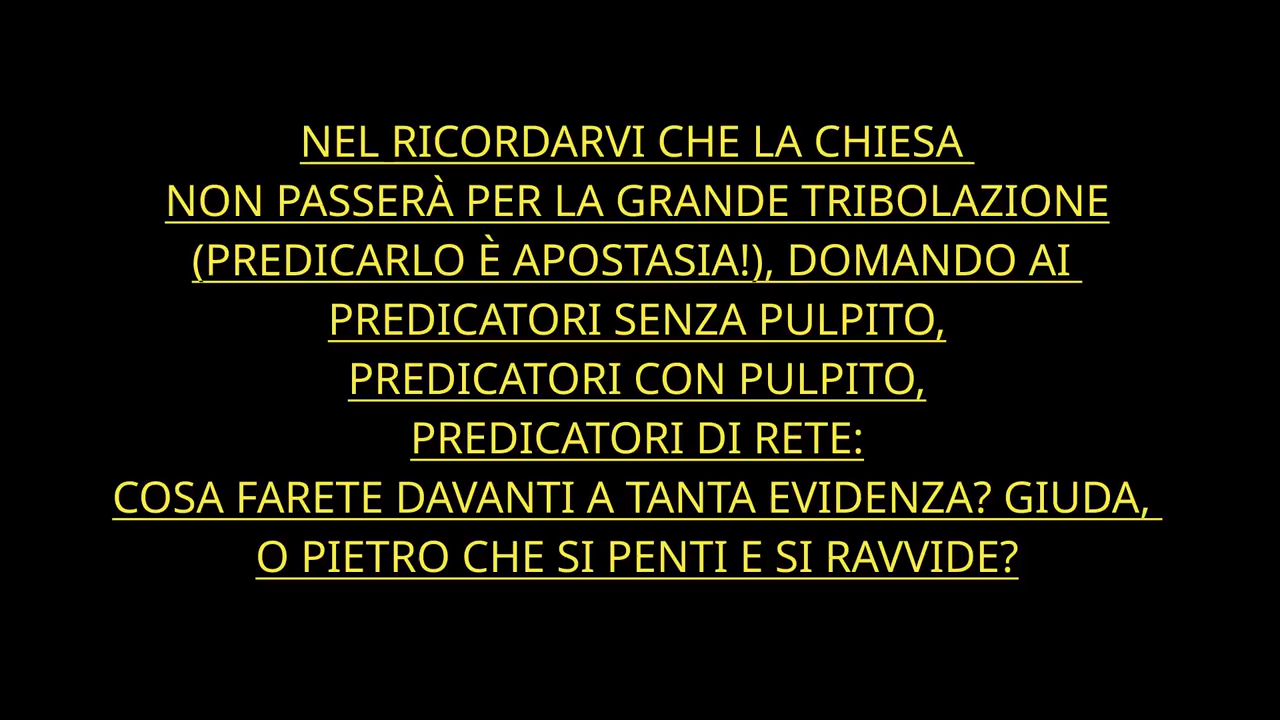 NEL RICORDARVI CHE LA CHIESA
NON PASSERÀ PER LA GRANDE TRIBOLAZIONE
(PREDICARLO È APOSTASIA!), DOMANDO AI
PREDICATORI SENZA PULPITO,
PREDICATORI CON PULPITO,
PREDICATORI DI RETE:
COSA FARETE DAVANTI A TANTA EVIDENZA? GIUDA,
O PIETRO CHE SI PENTI E SI RAVVIDE?